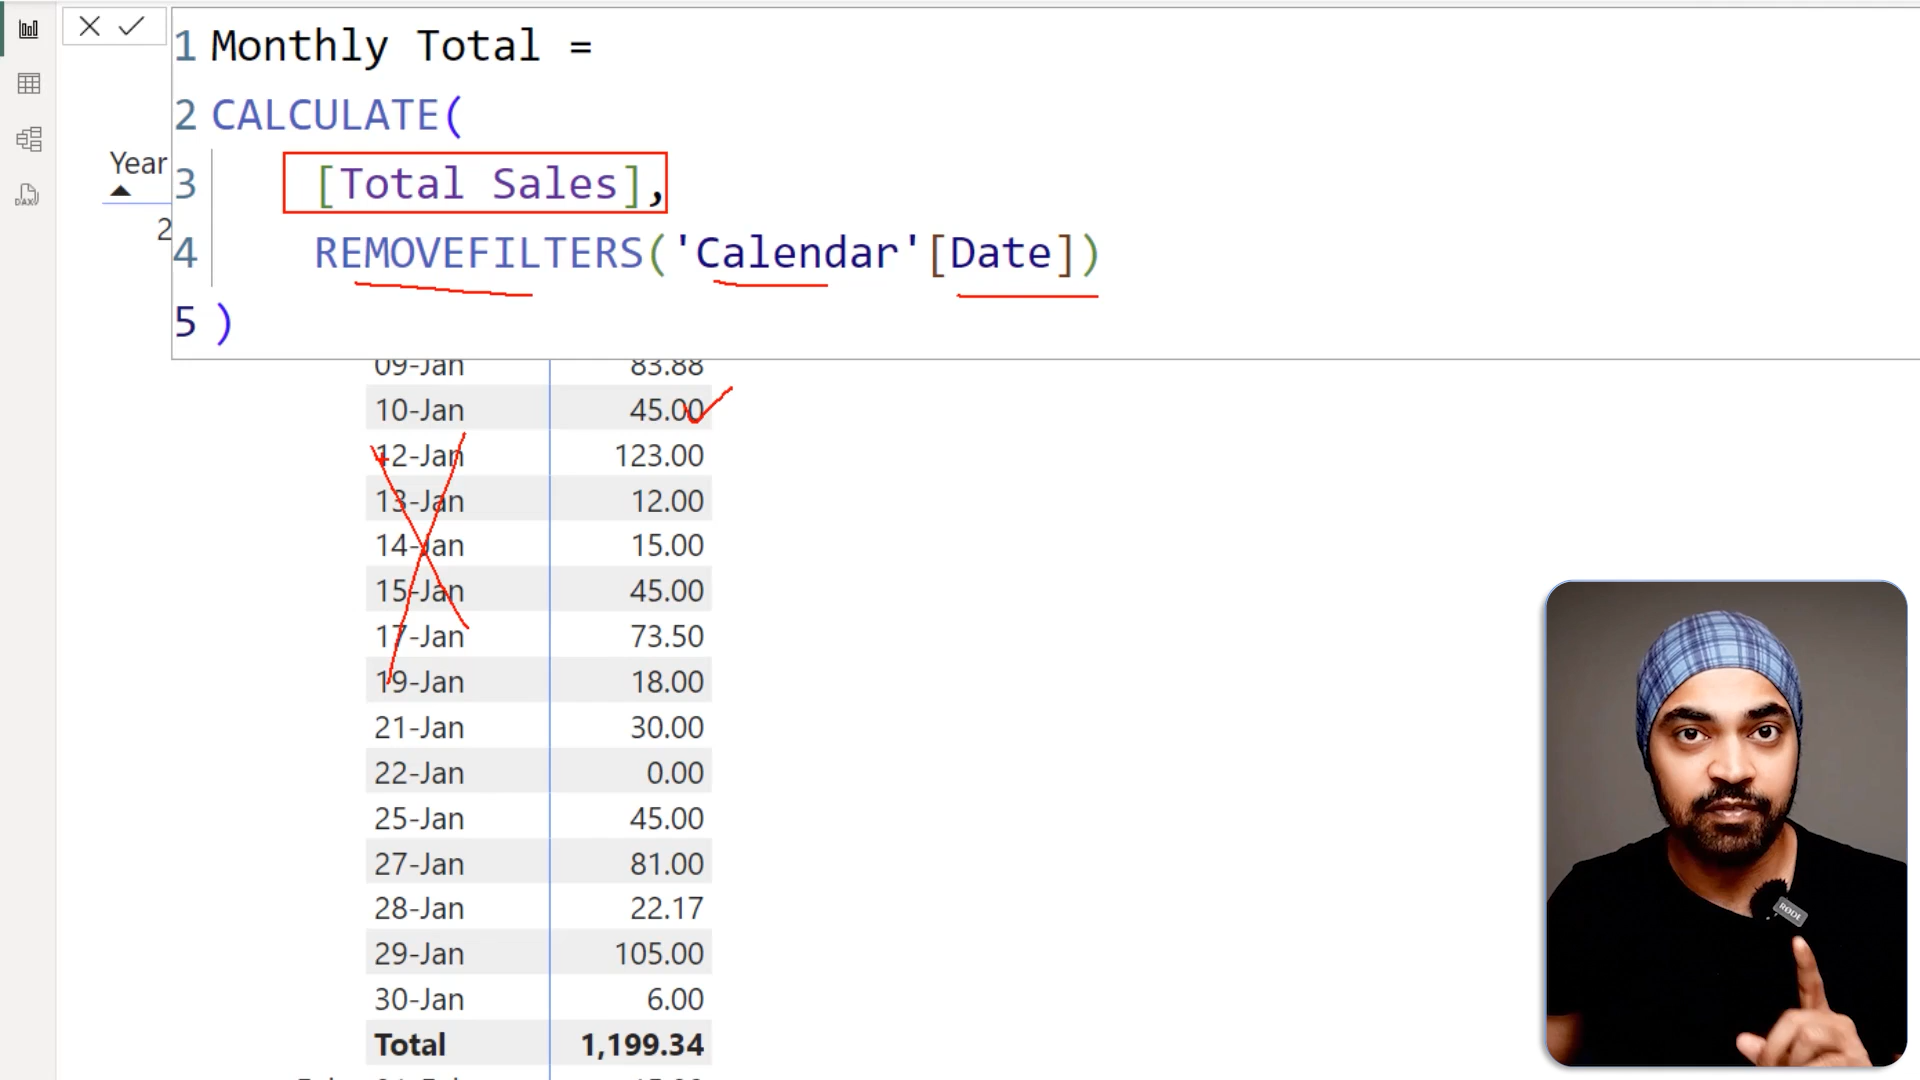 1 Monthly Total =
2 CALCULATE(
3 [Total Sales],
4 REMOVEFILTERS('Calendar'[Date])
5 )
DAX
Year
2
09-Jan 83.88
10-Jan 45.00
12-Jan 123.00
13-Jan 12.00
14-Jan 15.00
15-Jan 45.00
17-Jan 73.50
19-Jan 18.00
21-Jan 30.00
22-Jan 0.00
25-Jan 45.00
27-Jan 81.00
28-Jan 22.17
29-Jan 105.00
30-Jan 6.00
Total 1,199.34
RØDE